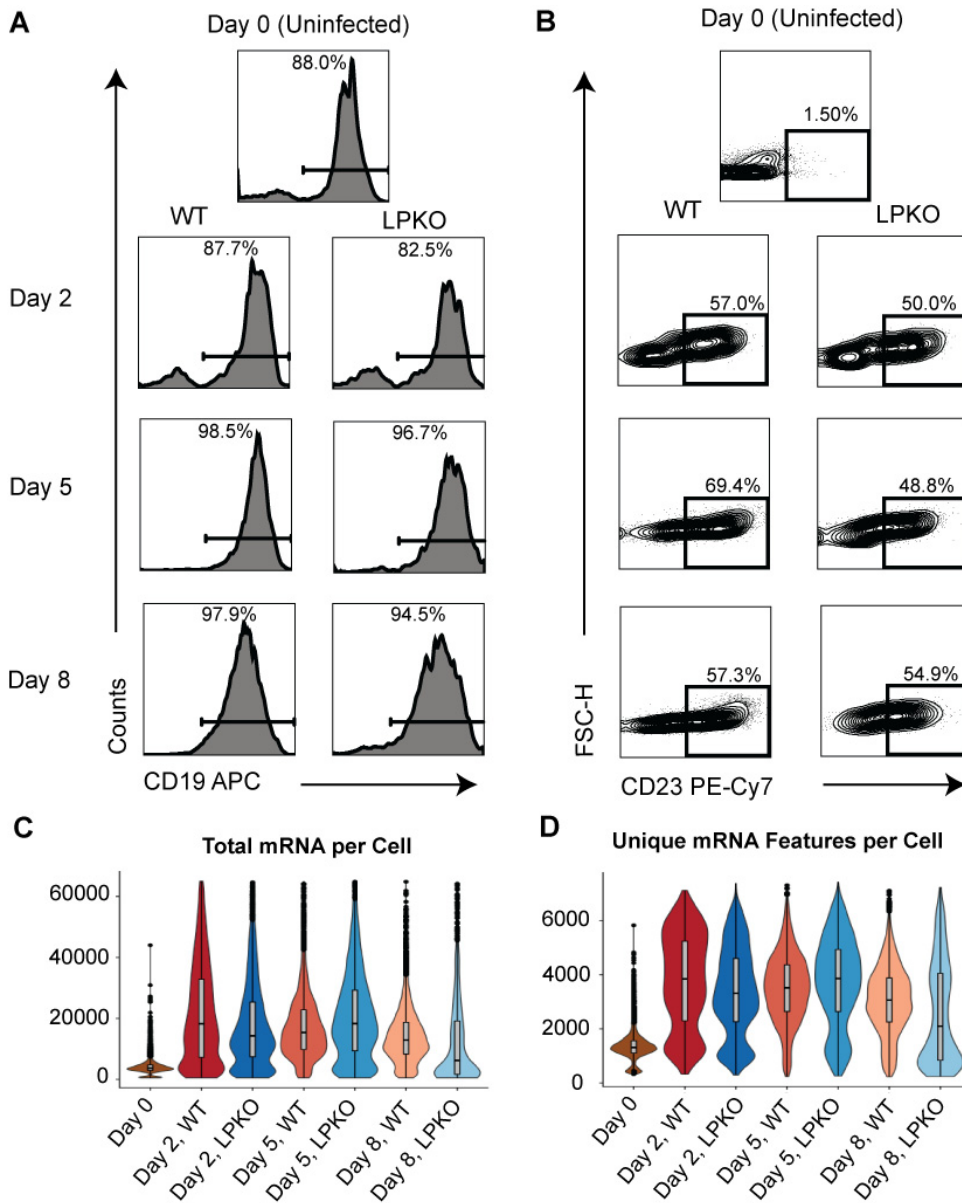 A
Day 0 (Uninfected)
88.0%
WT
LPKO
Day 2
87.7%
82.5%
Day 5
98.5%
96.7%
Day 8
97.9%
94.5%
Counts
CD19 APC
B
Day 0 (Uninfected)
1.50%
WT
LPKO
57.0%
50.0%
69.4%
48.8%
57.3%
54.9%
FSC-H
CD23 PE-Cy7
C
Total mRNA per Cell
60000
40000
20000
0
Day 0
Day 2, WT
Day 2, LPKO
Day 5, WT
Day 5, LPKO
Day 8, WT
Day 8, LPKO
D
Unique mRNA Features per Cell
6000
4000
2000
0
Day 0
Day 2, WT
Day 2, LPKO
Day 5, WT
Day 5, LPKO
Day 8, WT
Day 8, LPKO